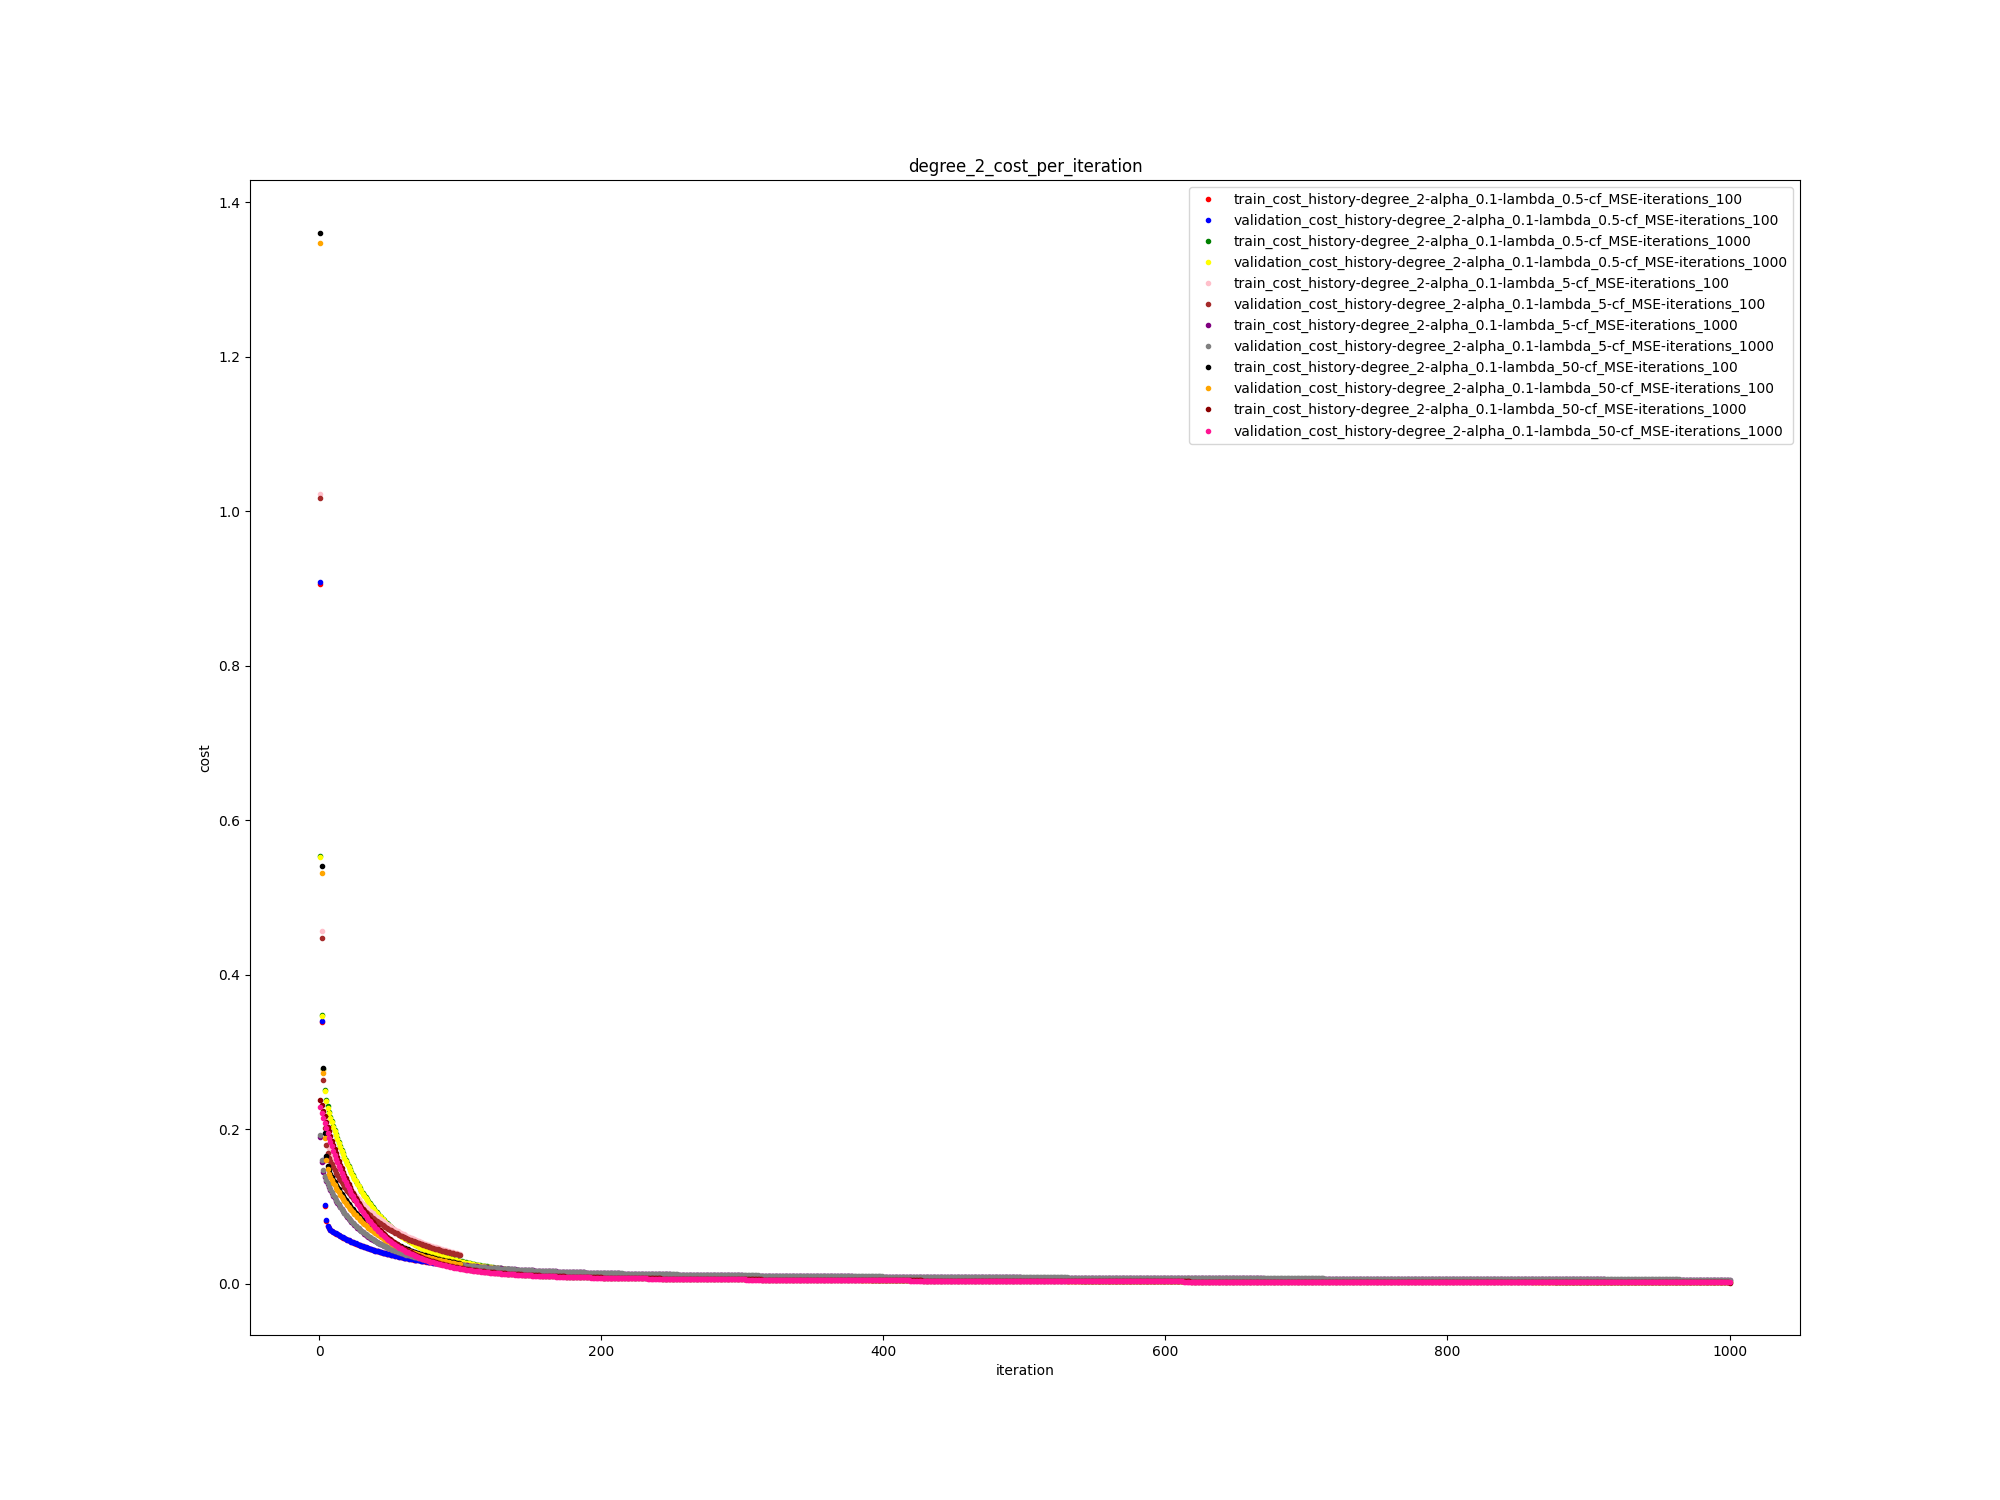 degree_2_cost_per_iteration
1.4
1.2
1.0
0.8
0.6
0.4
0.2
0.0
cost
train_cost_history-degree_2-alpha_0.1-lambda_0.5-cf_MSE-iterations_100
validation_cost_history-degree_2-alpha_0.1-lambda_0.5-cf_MSE-iterations_100
train_cost_history-degree_2-alpha_0.1-lambda_0.5-cf_MSE-iterations_1000
validation_cost_history-degree_2-alpha_0.1-lambda_0.5-cf_MSE-iterations_1000
train_cost_history-degree_2-alpha_0.1-lambda_5-cf_MSE-iterations_100
validation_cost_history-degree_2-alpha_0.1-lambda_5-cf_MSE-iterations_100
train_cost_history-degree_2-alpha_0.1-lambda_5-cf_MSE-iterations_1000
validation_cost_history-degree_2-alpha_0.1-lambda_5-cf_MSE-iterations_1000
train_cost_history-degree_2-alpha_0.1-lambda_50-cf_MSE-iterations_100
validation_cost_history-degree_2-alpha_0.1-lambda_50-cf_MSE-iterations_100
train_cost_history-degree_2-alpha_0.1-lambda_50-cf_MSE-iterations_1000
validation_cost_history-degree_2-alpha_0.1-lambda_50-cf_MSE-iterations_1000
0 200 400 600 800 1000
iteration